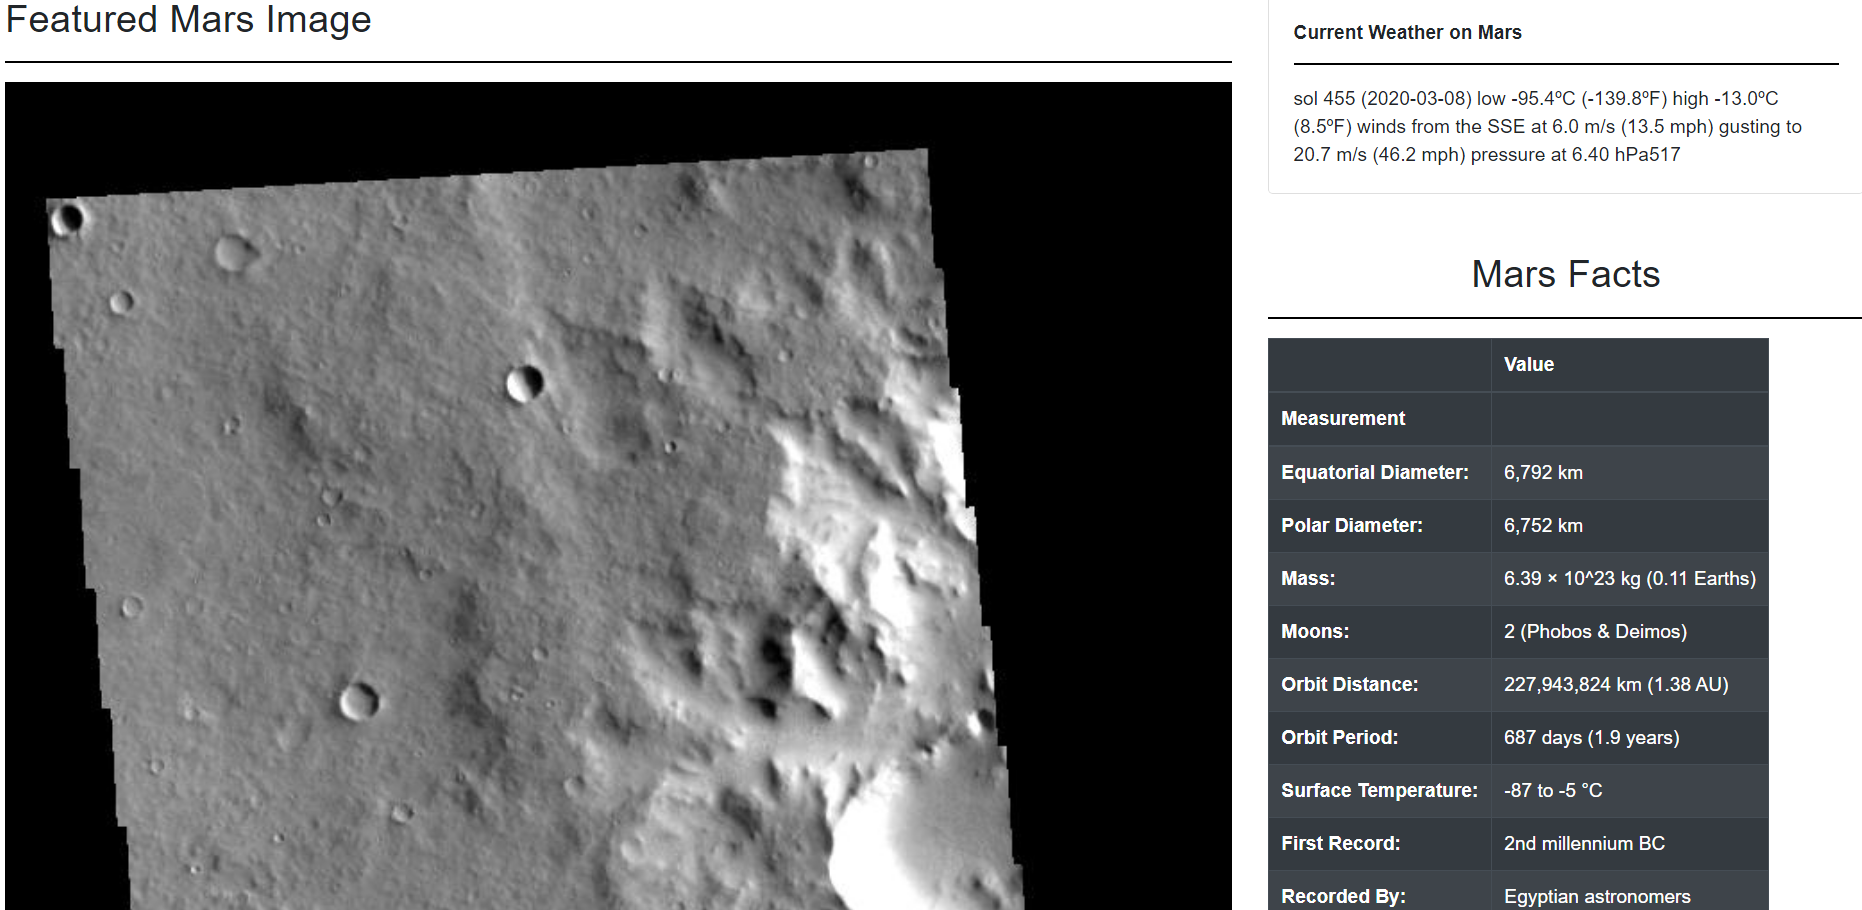 Featured Mars Image
Current Weather on Mars
sol 455 (2020-03-08) low -95.4ºC (-139.8ºF) high -13.0ºC
(8.5ºF) winds from the SSE at 6.0 m/s (13.5 mph) gusting to
20.7 m/s (46.2 mph) pressure at 6.40 hPa517
Mars Facts
Value
Measurement
Equatorial Diameter: 6,792 km
Polar Diameter: 6,752 km
Mass: 6.39 × 10^23 kg (0.11 Earths)
Moons: 2 (Phobos & Deimos)
Orbit Distance: 227,943,824 km (1.38 AU)
Orbit Period: 687 days (1.9 years)
Surface Temperature: -87 to -5 °C
First Record: 2nd millennium BC
Recorded By: Egyptian astronomers